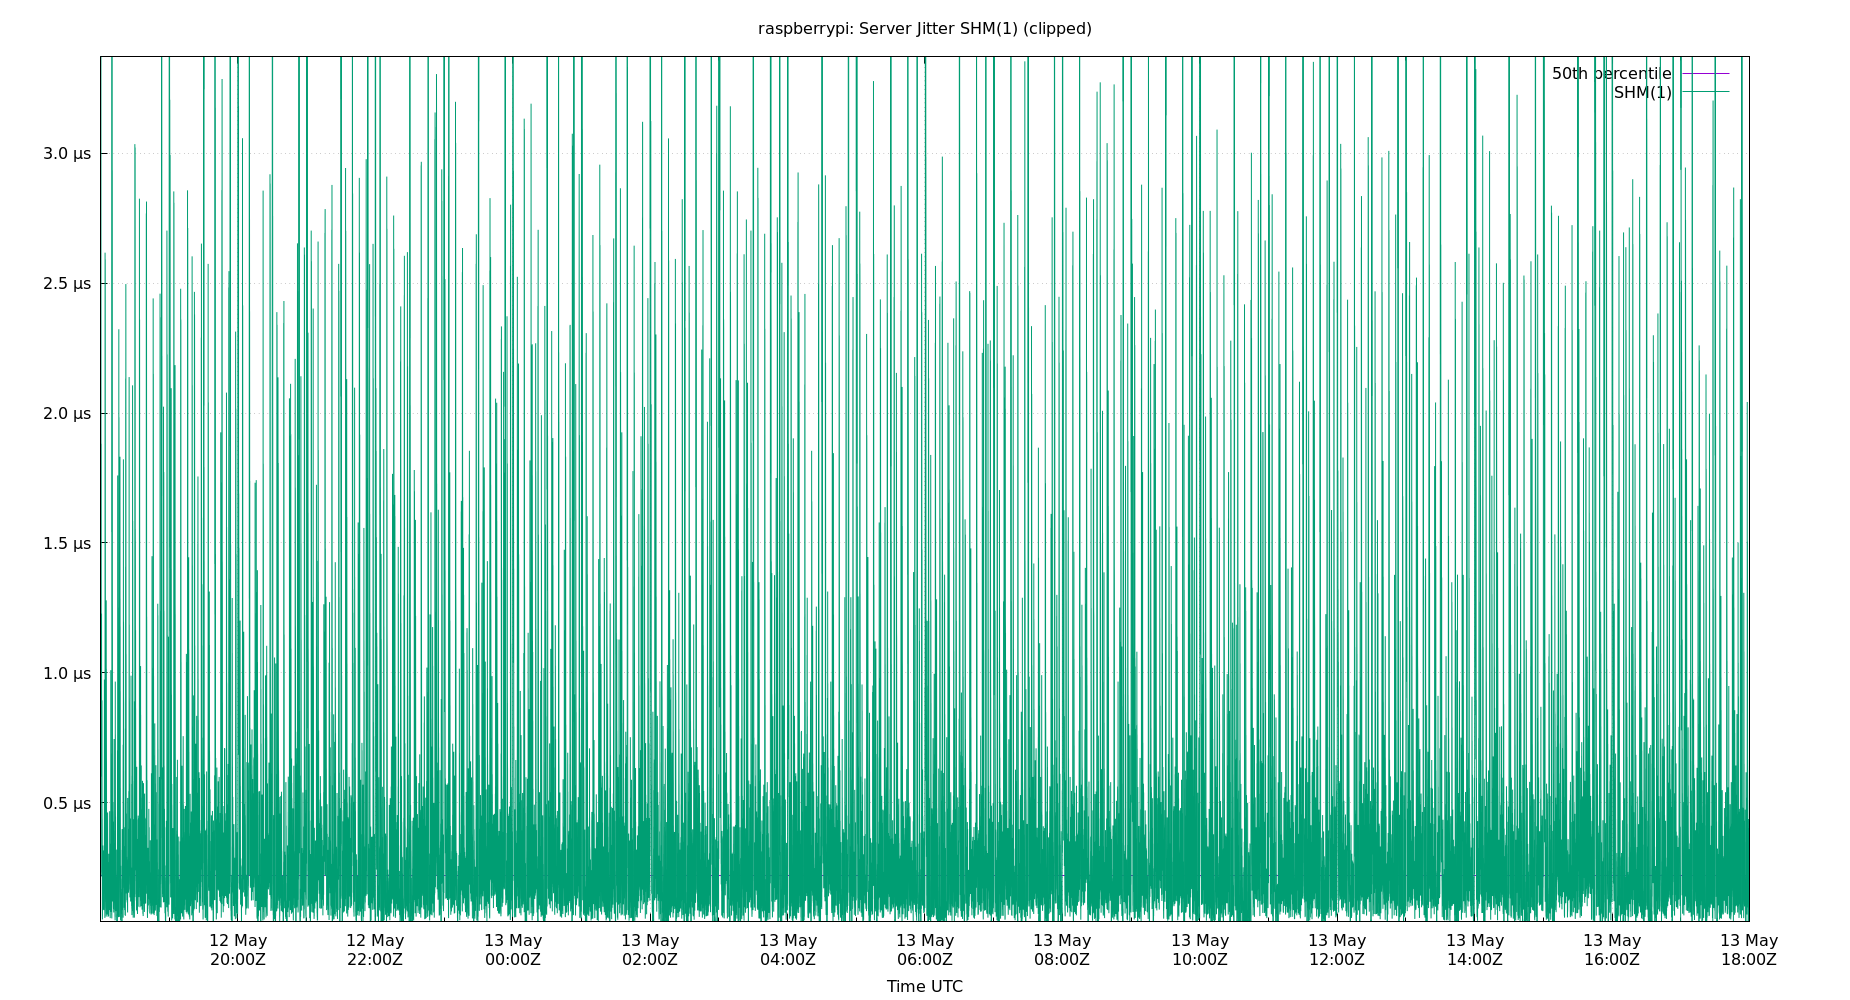 raspberrypi: Server Jitter SHM(1) (clipped)
50th percentile
SHM(1)
3.0 µs
2.5 µs
2.0 µs
1.5 µs
1.0 µs
0.5 µs
12 May 12 May 13 May 13 May 13 May 13 May 13 May 13 May 13 May 13 May 13 May 13 May
20:00Z 22:00Z 00:00Z 02:00Z 04:00Z 06:00Z 08:00Z 10:00Z 12:00Z 14:00Z 16:00Z 18:00Z
Time UTC